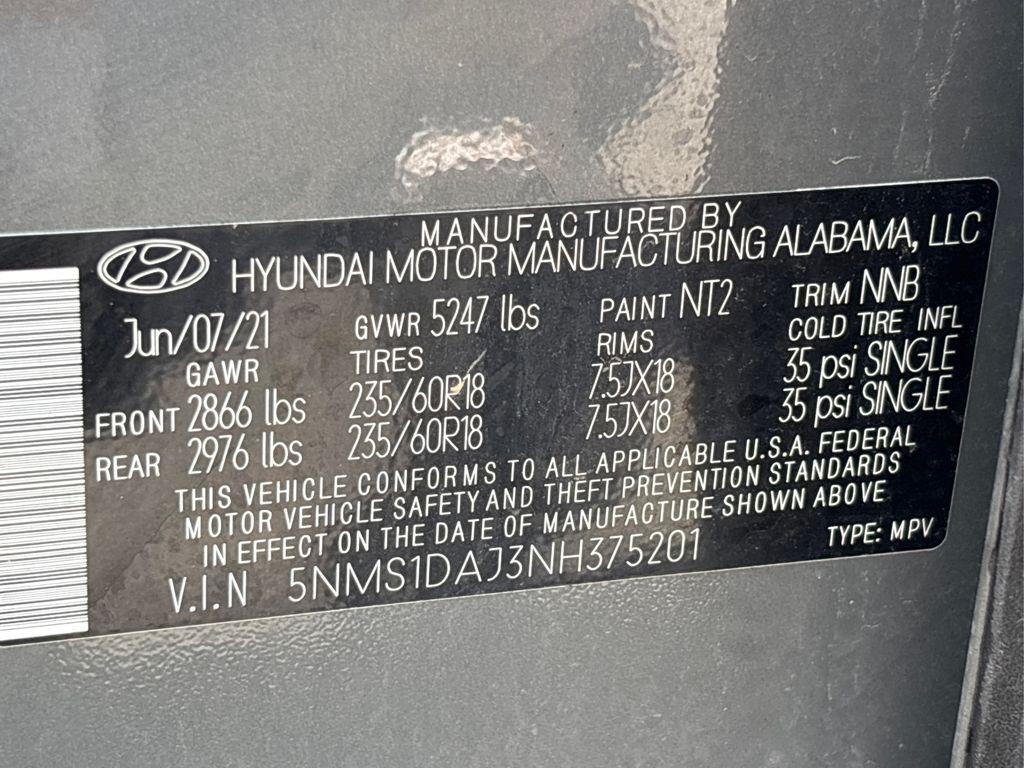 MANUFACTURED BY
HYUNDAI MOTOR MANUFACTURING ALABAMA, LLC
Jun/07/21 GVWR 5247 lbs PAINT NT2 TRIM NNB
GAWR TIRES RIMS COLD TIRE INFL
FRONT 2866 lbs 235/60R18 7.5JX18 35 psi SINGLE
REAR 2976 lbs 235/60R18 7.5JX18 35 psi SINGLE
THIS VEHICLE CONFORMS TO ALL APPLICABLE U.S.A. FEDERAL
MOTOR VEHICLE SAFETY AND THEFT PREVENTION STANDARDS
IN EFFECT ON THE DATE OF MANUFACTURE SHOWN ABOVE
V.I.N 5NMS1DAJ3NH375201 TYPE: MPV